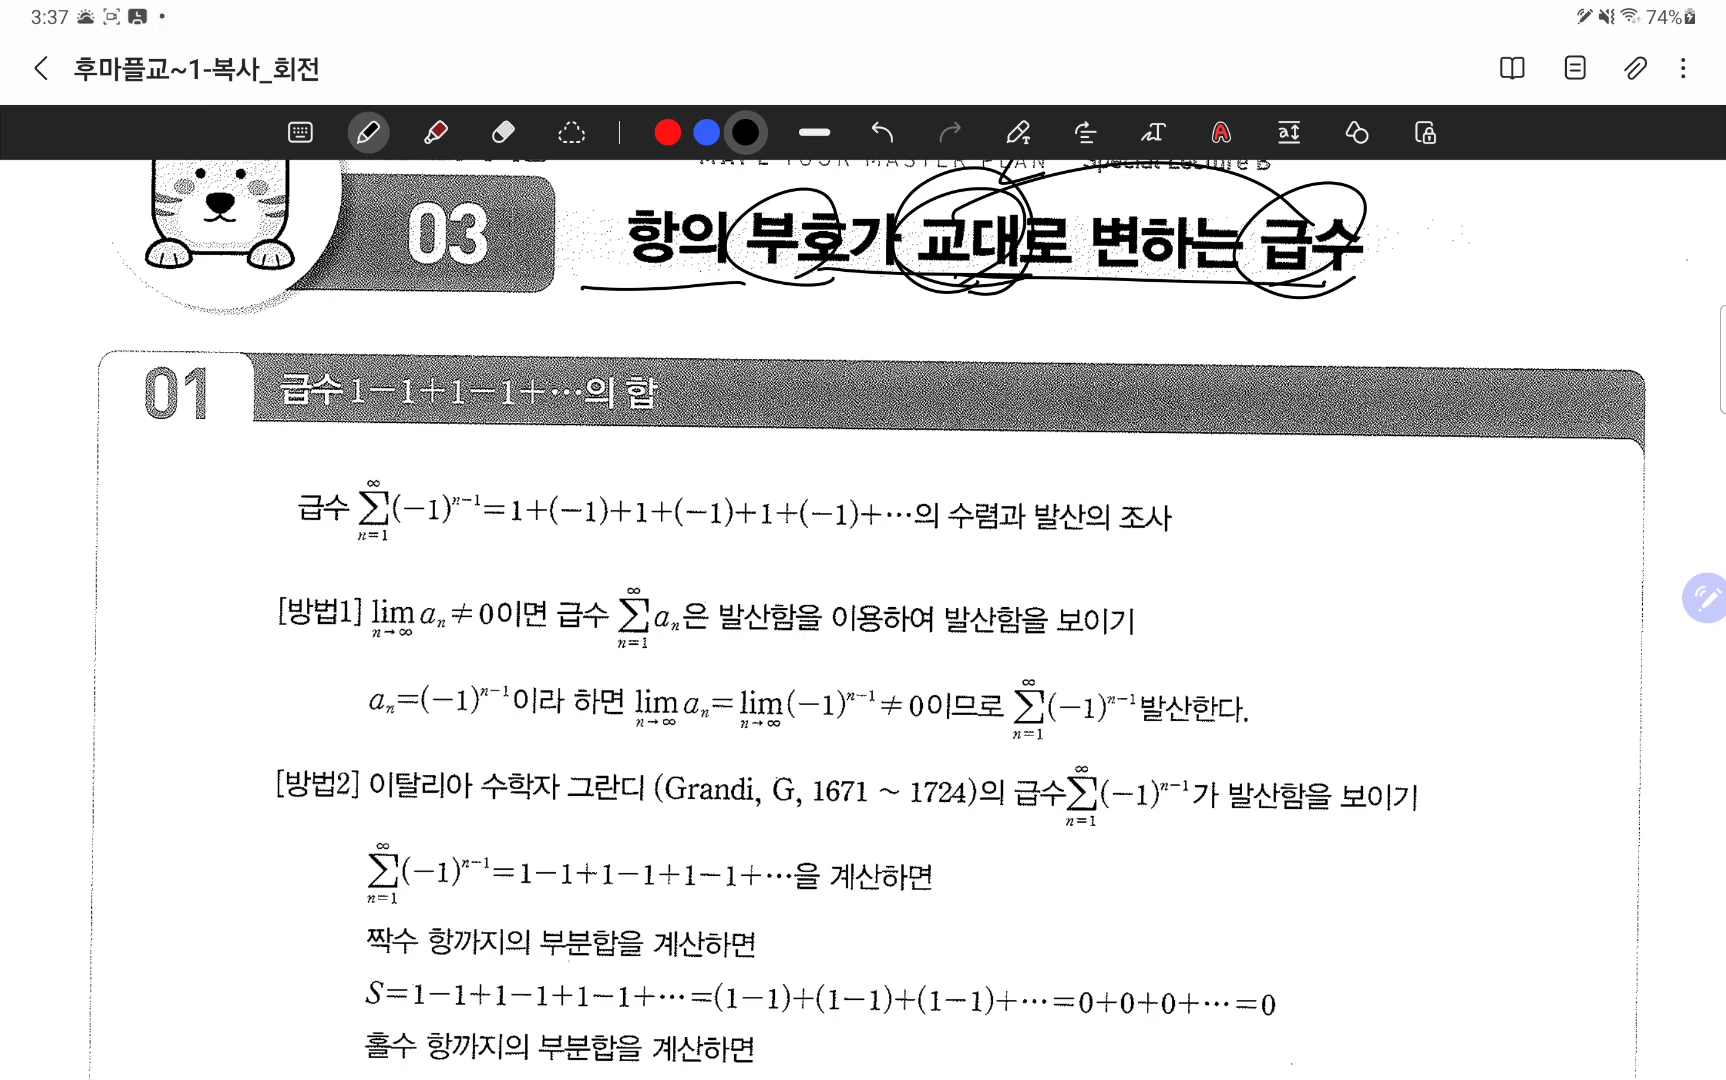 3:37
74%
후마플교~1-복사_회전
MAPL YOUR MASTER PLAN Special Lecture B
03 항의 부호가 교대로 변하는 급수
01 급수 1-1+1-1+⋯의 합
급수 ∑_{n=1}^{∞}(-1)^{n-1}=1+(-1)+1+(-1)+1+(-1)+⋯의 수렴과 발산의 조사
[방법1] lim_{n→∞} a_n ≠ 0이면 급수 ∑_{n=1}^{∞} a_n은 발산함을 이용하여 발산함을 보이기
a_n=(-1)^{n-1}이라 하면 lim_{n→∞} a_n= lim_{n→∞}(-1)^{n-1} ≠ 0이므로 ∑_{n=1}^{∞}(-1)^{n-1}발산한다.
[방법2] 이탈리아 수학자 그란디 (Grandi, G, 1671 ~ 1724)의 급수∑_{n=1}^{∞}(-1)^{n-1}가 발산함을 보이기
∑_{n=1}^{∞}(-1)^{n-1}=1-1+1-1+1-1+⋯을 계산하면
짝수 항까지의 부분합을 계산하면
S=1-1+1-1+1-1+⋯=(1-1)+(1-1)+(1-1)+⋯=0+0+0+⋯=0
홀수 항까지의 부분합을 계산하면